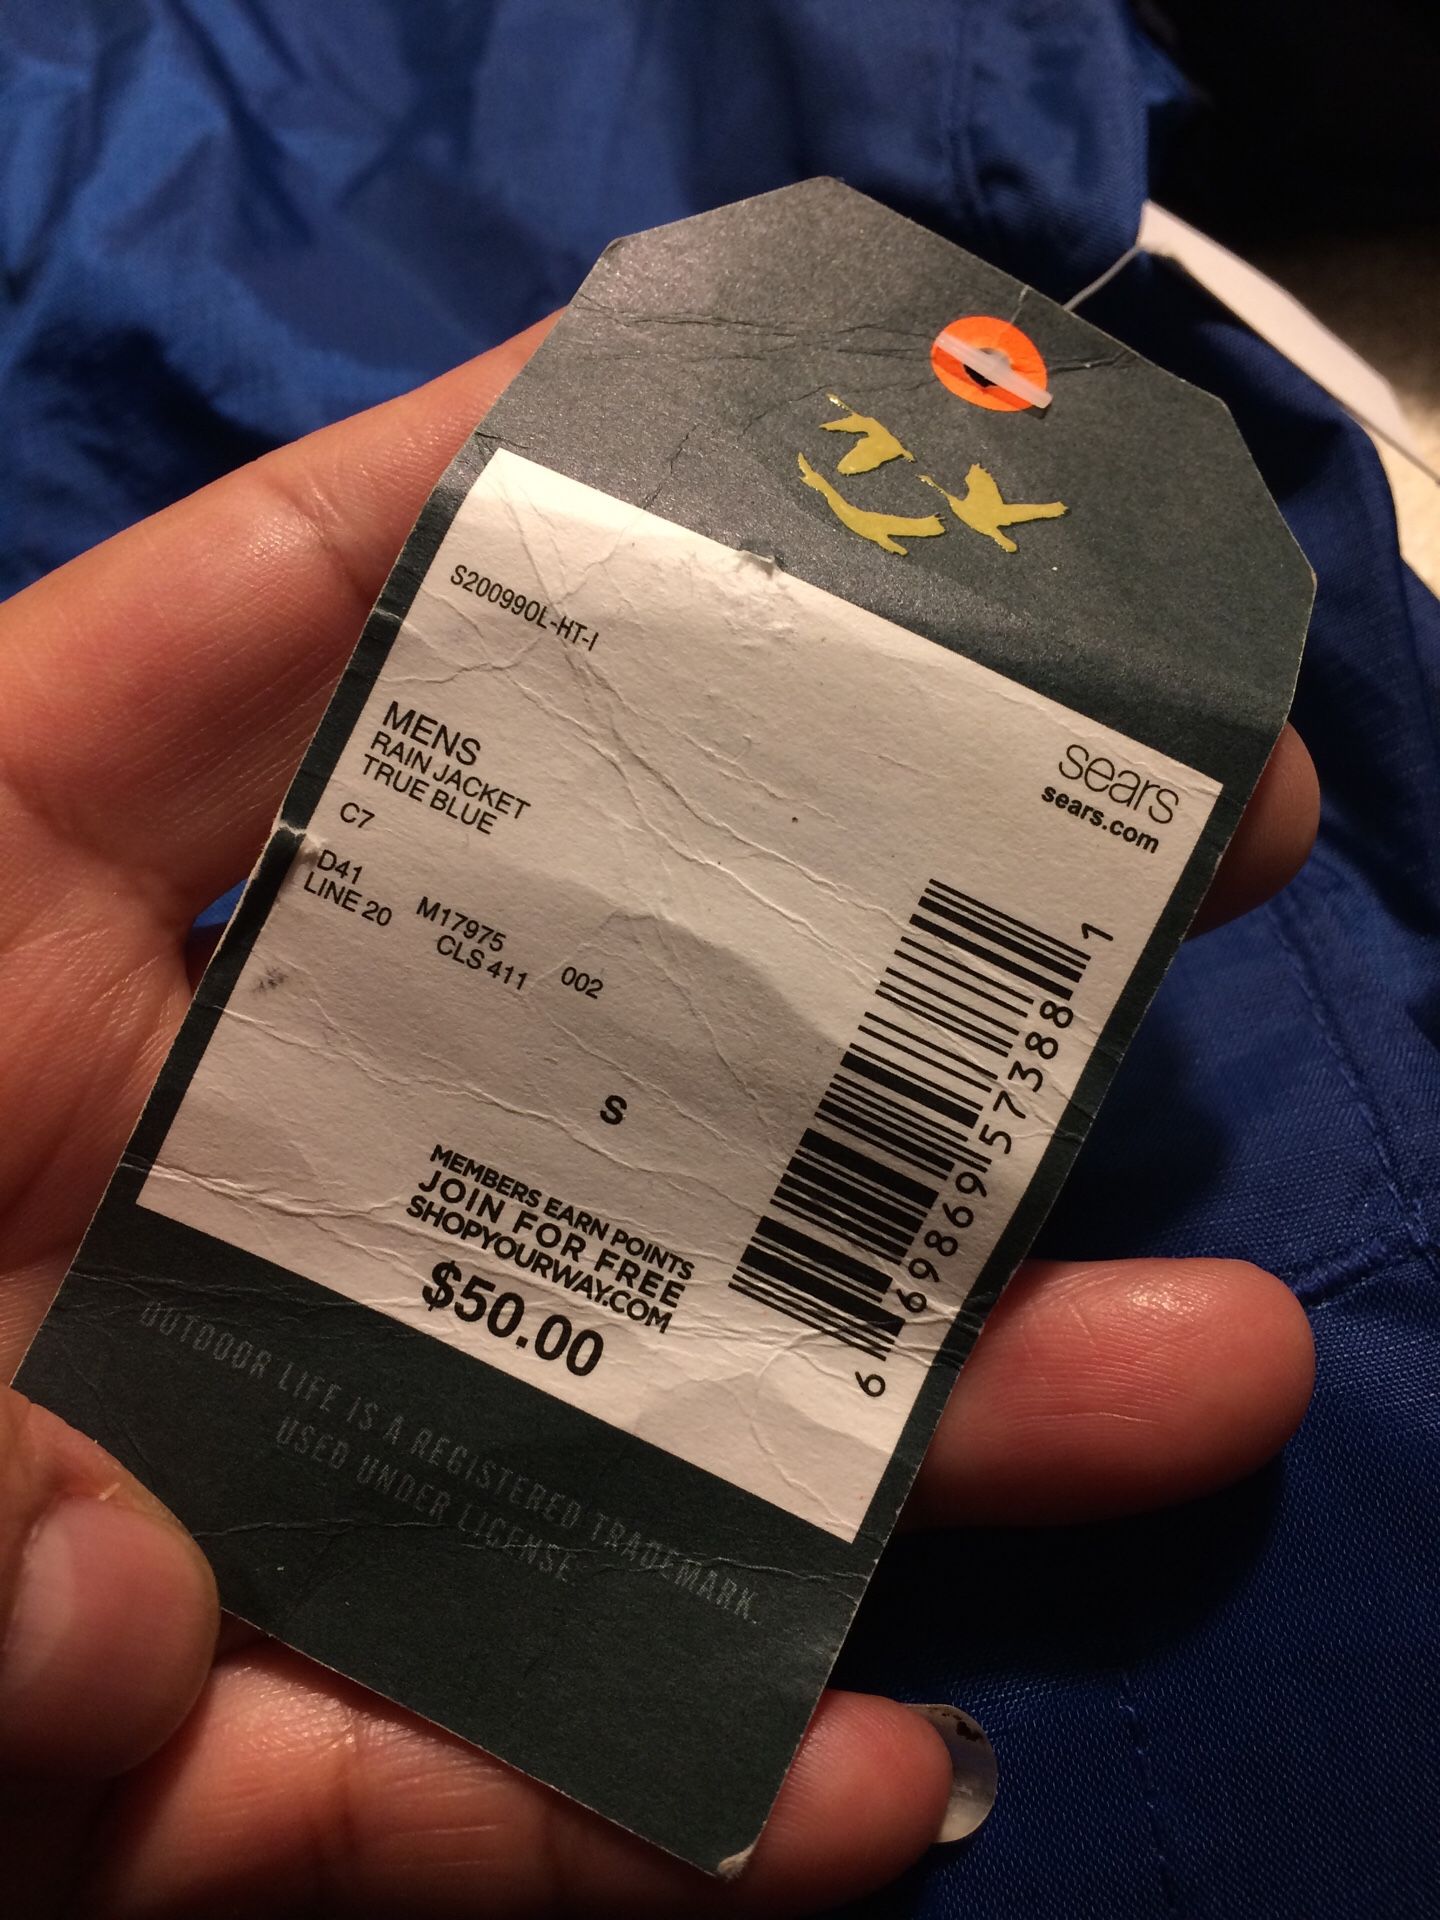 S200990L-HT-I
sears
sears.com
MENS
RAIN JACKET
TRUE BLUE
C7
D41 M17975 002
LINE 20 CLS 411
S
6 69869 57388 1
MEMBERS EARN POINTS
JOIN FOR FREE
SHOPYOURWAY.COM
$50.00
OUTDOOR LIFE IS A REGISTERED TRADEMARK
USED UNDER LICENSE